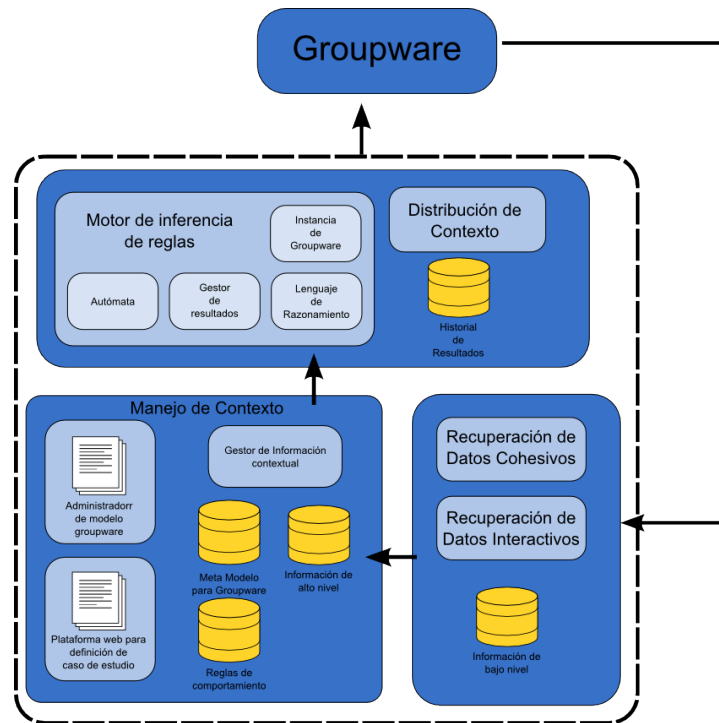 Groupware
Motor de inferencia
de reglas
Instancia
de
Groupware
Autómata
Gestor
de
resultados
Lenguaje
de
Razonamiento
Distribución de
Contexto
Historial
de
Resultados
Manejo de Contexto
Administradorr
de modelo
groupware
Gestor de Información
contextual
Meta Modelo
para Groupware
Información de
alto nivel
Plataforma web para
definición de
caso de estudio
Reglas de
comportamiento
Recuperación de
Datos Cohesivos
Recuperación de
Datos Interactivos
Información de
bajo nivel